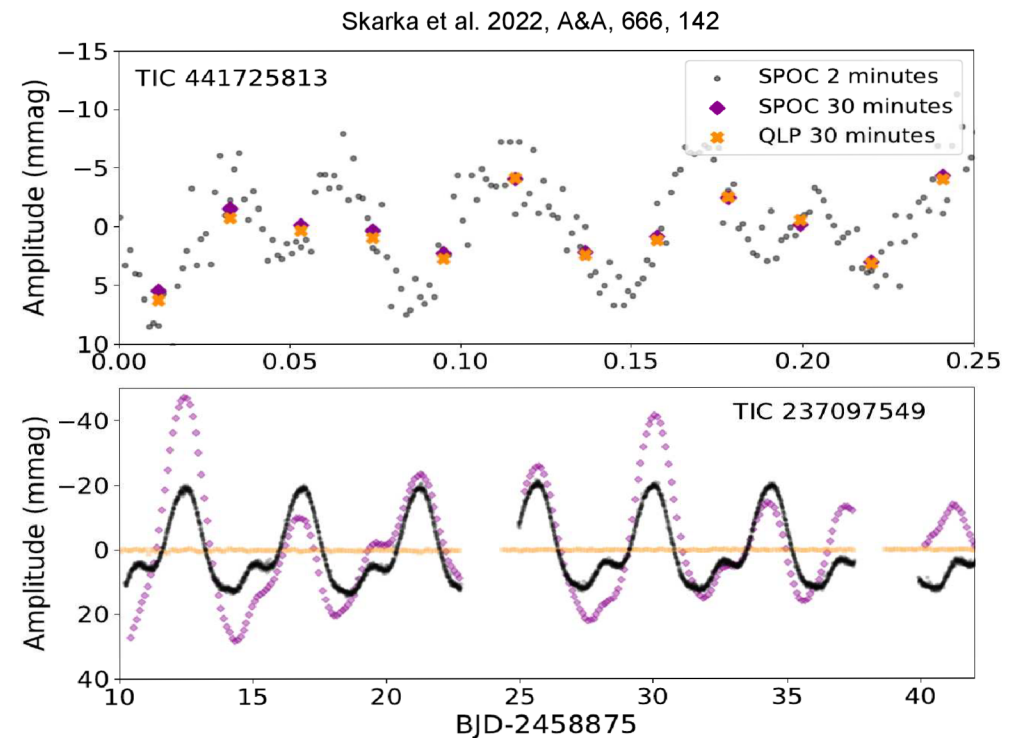 Skarka et al. 2022, A&A, 666, 142
TIC 441725813
SPOC 2 minutes
SPOC 30 minutes
QLP 30 minutes
Amplitude (mmag)
−15
−10
−5
0
5
10
0.00 0.05 0.10 0.15 0.20 0.25
TIC 237097549
Amplitude (mmag)
−40
−20
0
20
40
10 15 20 25 30 35 40
BJD-2458875